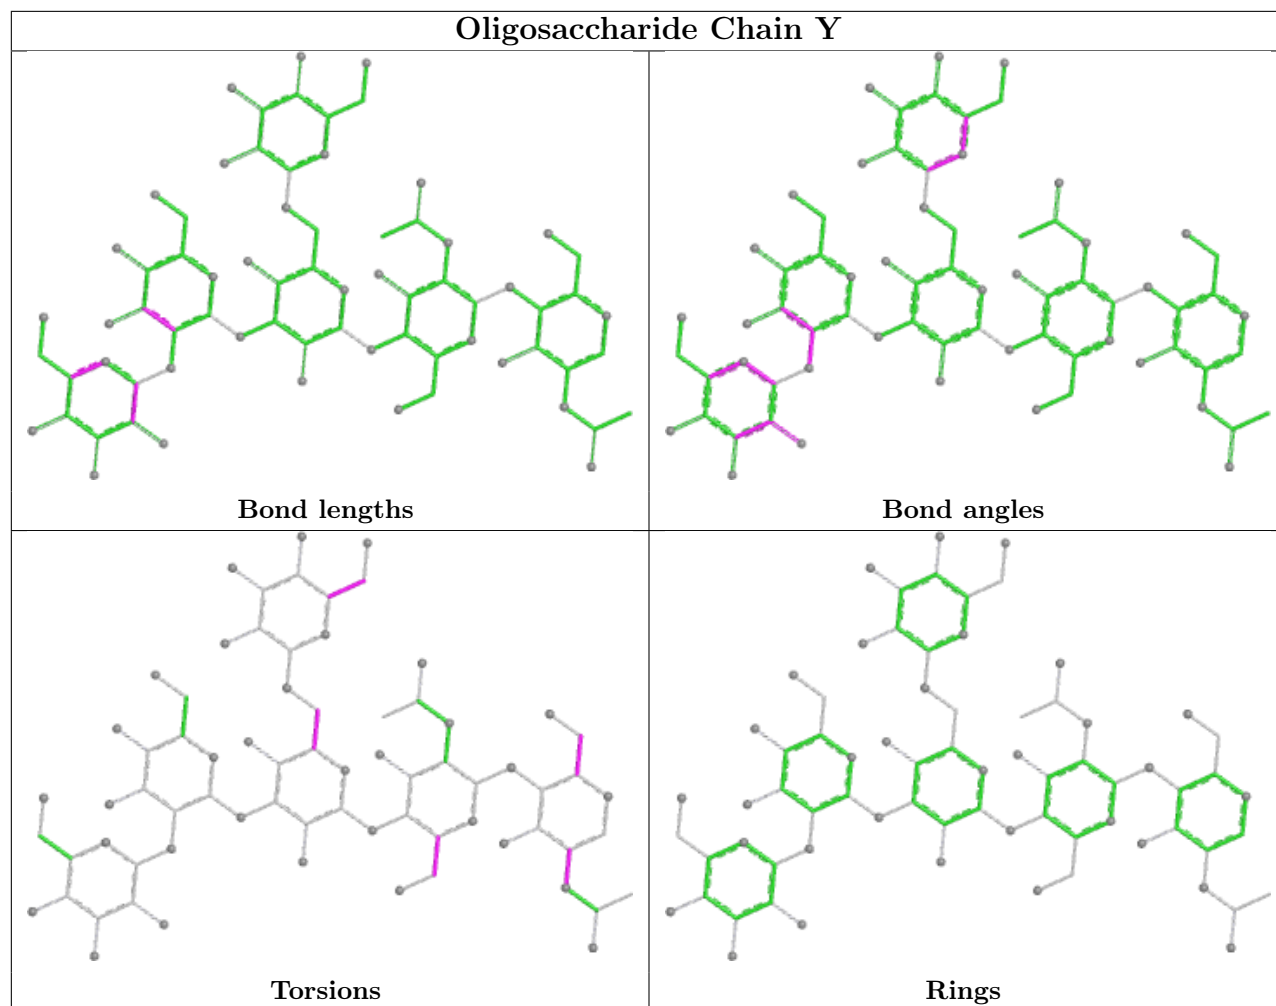 Oligosaccharide Chain Y
Bond lengths
Bond angles
Torsions
Rings